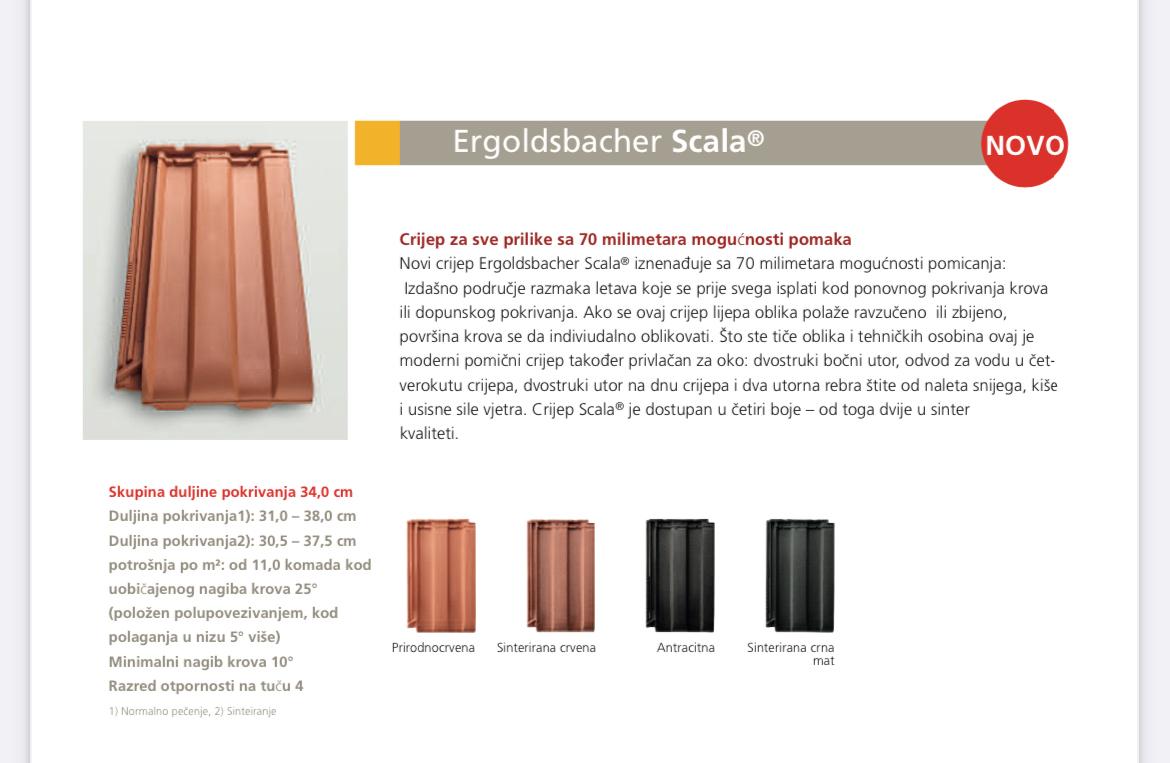 Ergoldsbacher Scala®
NOVO
Crijep za sve prilike sa 70 milimetara mogućnosti pomaka
Novi crijep Ergoldsbacher Scala® iznenađuje sa 70 milimetara mogućnosti pomicanja:
Izdašno područje razmaka letava koje se prije svega isplati kod ponovnog pokrivanja krova
ili dopunskog pokrivanja. Ako se ovaj crijep lijepa oblika polaže ravzučeno ili zbijeno,
površina krova se da indiviudalno oblikovati. Što ste tiče oblika i tehničkih osobina ovaj je
moderni pomični crijep također privlačan za oko: dvostruki bočni utor, odvod za vodu u čet-
verokutu crijepa, dvostruki utor na dnu crijepa i dva utorna rebra štite od naleta snijega, kiše
i usisne sile vjetra. Crijep Scala® je dostupan u četiri boje – od toga dvije u sinter
kvaliteti.
Skupina duljine pokrivanja 34,0 cm
Duljina pokrivanja1): 31,0 – 38,0 cm
Duljina pokrivanja2): 30,5 – 37,5 cm
potrošnja po m²: od 11,0 komada kod
uobičajenog nagiba krova 25°
(položen polupovezivanjem, kod
polaganja u nizu 5° više)
Minimalni nagib krova 10°
Razred otpornosti na tuču 4
1) Normalno pečenje, 2) Sinteiranje
Prirodnocrvena
Sinterirana crvena
Antracitna
Sinterirana crna
mat